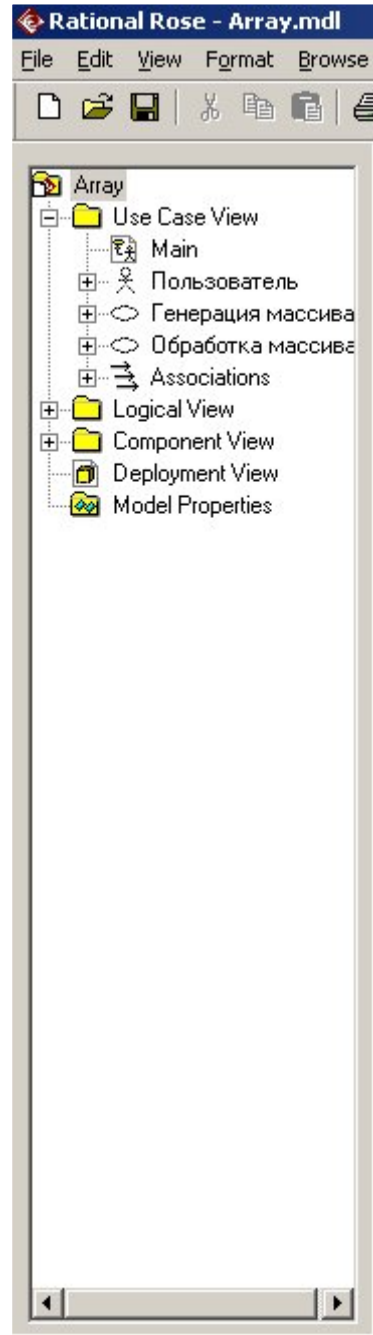 Rational Rose - Array.mdl
File Edit View Format Browse
Array
Use Case View
Main
Пользователь
Генерация массива
Обработка массива
Associations
Logical View
Component View
Deployment View
Model Properties